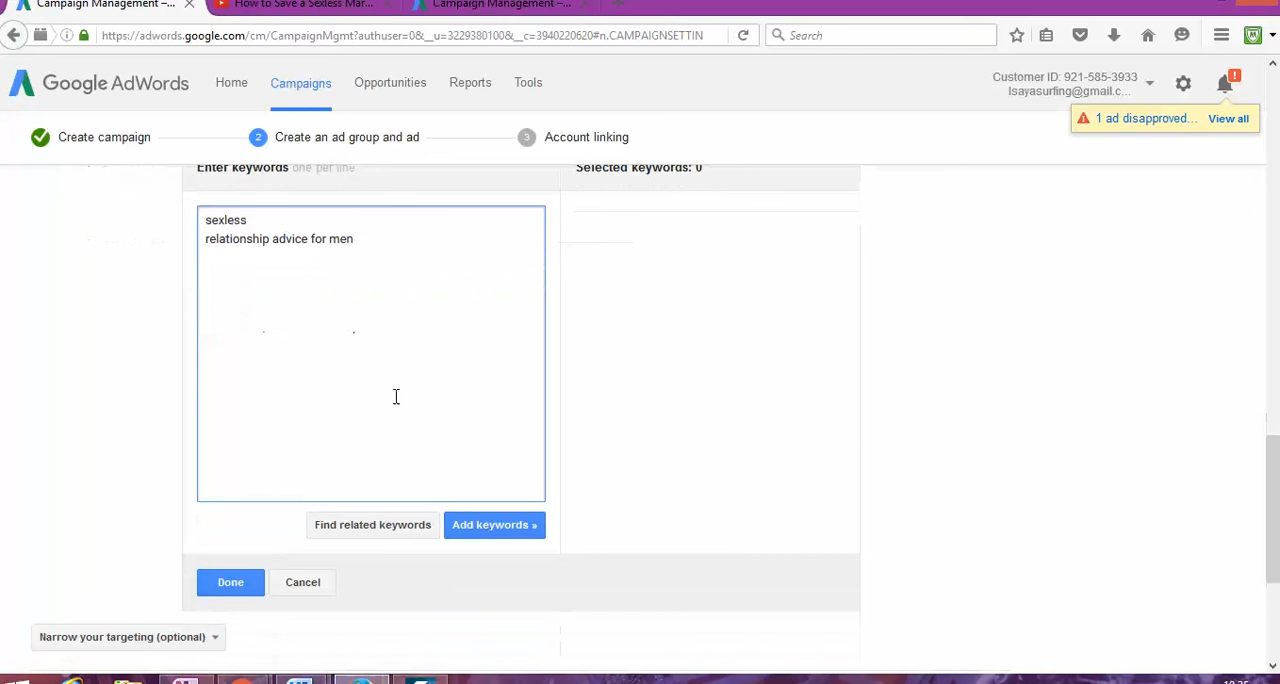 Campaign Management –...
How to Save a Sexless Mar...
Campaign Management –...
https://adwords.google.com/cm/CampaignMgmt?authuser=0&__u=3229380100&__c=3940220620#n.CAMPAIGNSETTIN
Search
Google AdWords
Home
Campaigns
Opportunities
Reports
Tools
Customer ID: 921-585-3933
lsayasurfing@gmail.c...
1 ad disapproved... View all
Create campaign
2 Create an ad group and ad
3 Account linking
Enter keywords one per line
Selected keywords: 0
sexless
relationship advice for men
Find related keywords
Add keywords »
Done
Cancel
Narrow your targeting (optional)